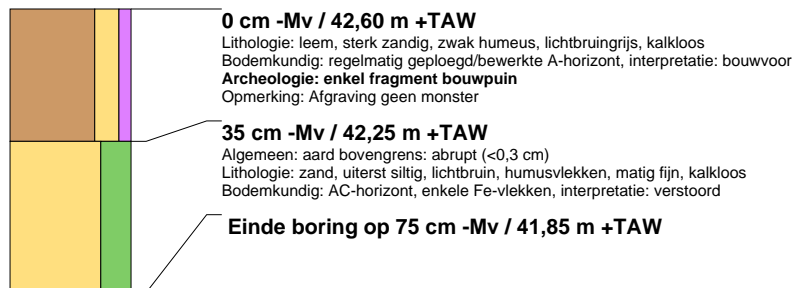 0 cm -Mv / 42,60 m +TAW
Lithologie: leem, sterk zandig, zwak humeus, lichtbruingrijs, kalkloos
Bodemkundig: regelmatig geploegd/bewerkte A-horizont, interpretatie: bouwvoor
Archeologie: enkel fragment bouwpuin
Opmerking: Afgraving geen monster
35 cm -Mv / 42,25 m +TAW
Algemeen: aard bovengrens: abrupt (<0,3 cm)
Lithologie: zand, uiterst siltig, lichtbruin, humusvlekken, matig fijn, kalkloos
Bodemkundig: AC-horizont, enkele Fe-vlekken, interpretatie: verstoord
Einde boring op 75 cm -Mv / 41,85 m +TAW